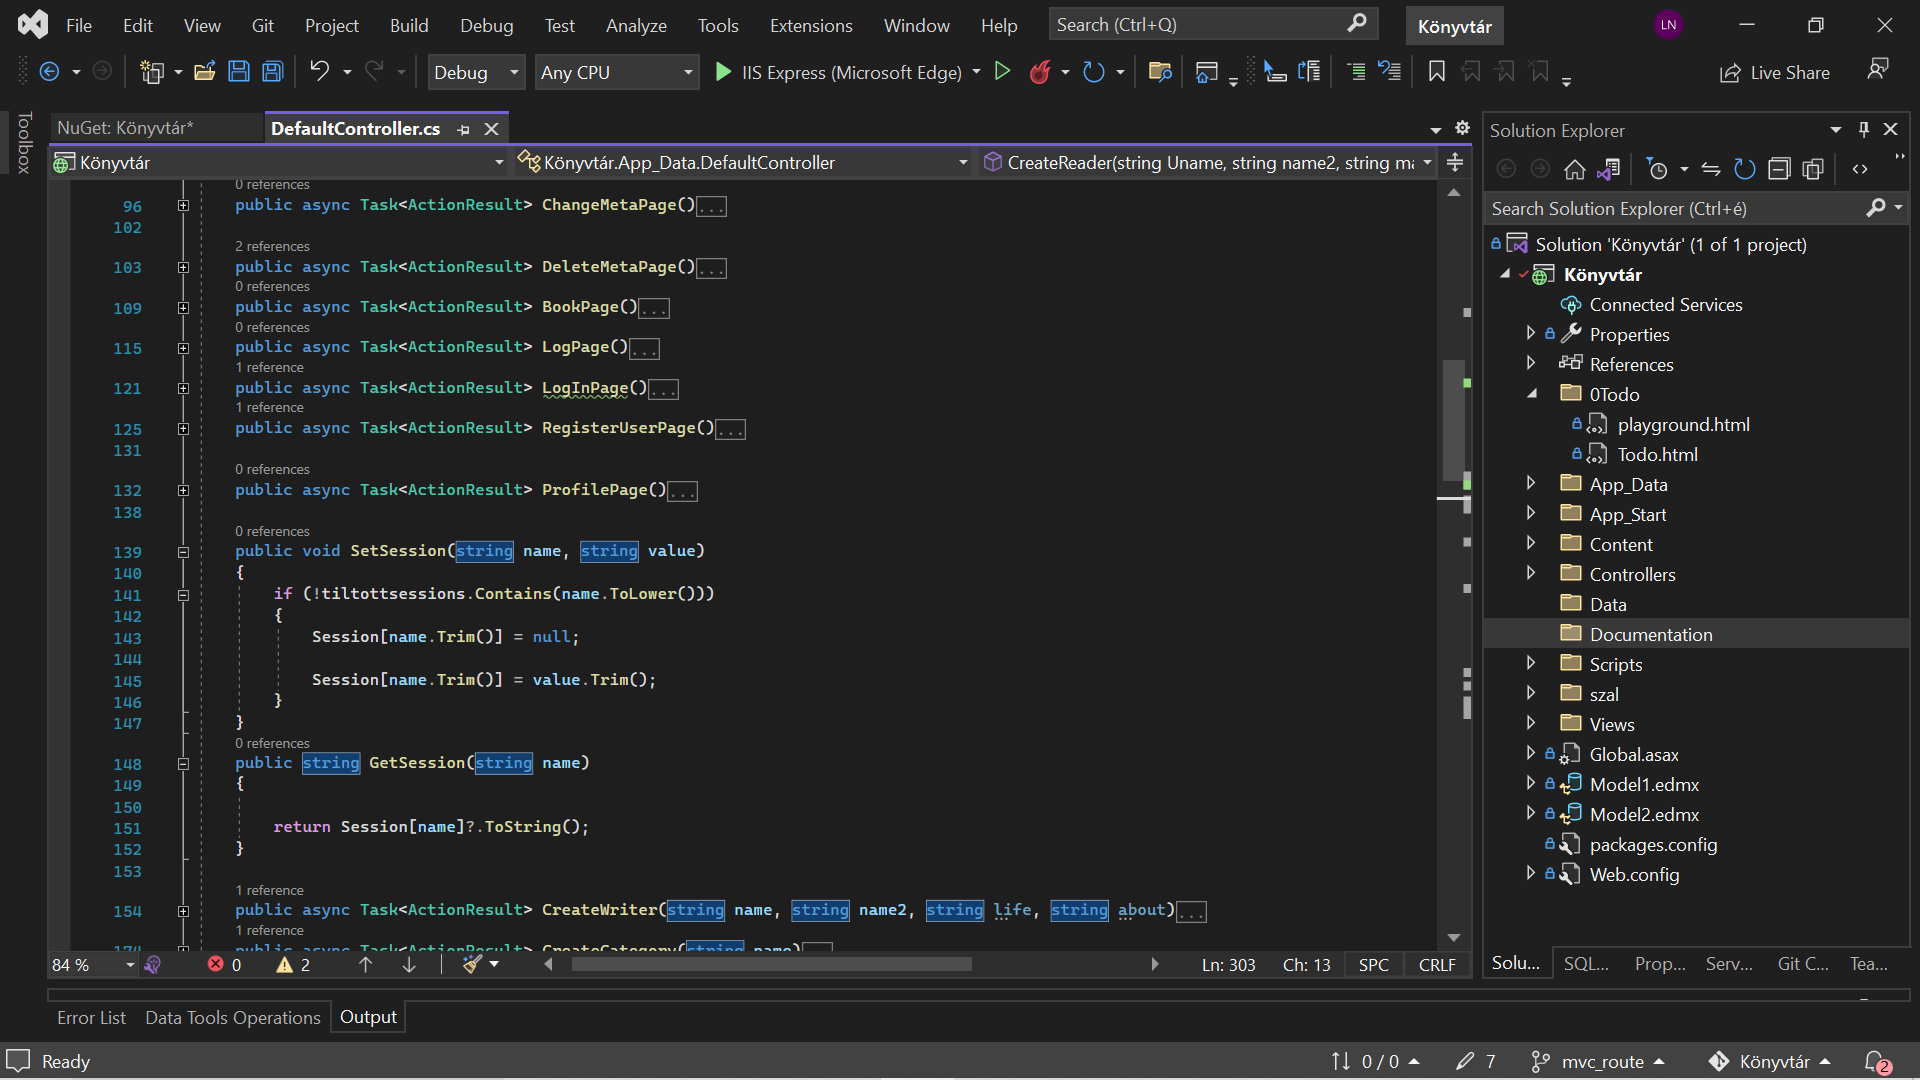 File Edit View Git Project Build Debug Test Analyze Tools Extensions Window Help Search (Ctrl+Q) Könyvtár LN
Debug Any CPU IIS Express (Microsoft Edge) Live Share
Toolbox
NuGet: Könyvtár* DefaultController.cs
Könyvtár Könyvtár.App_Data.DefaultController CreateReader(string Uname, string name2, string ma
0 references
96 public async Task<ActionResult> ChangeMetaPage()...
102
2 references
103 public async Task<ActionResult> DeleteMetaPage()...
0 references
109 public async Task<ActionResult> BookPage()...
0 references
115 public async Task<ActionResult> LogPage()...
1 reference
121 public async Task<ActionResult> LogInPage()...
1 reference
125 public async Task<ActionResult> RegisterUserPage()...
131
0 references
132 public async Task<ActionResult> ProfilePage()...
138
0 references
139 public void SetSession(string name, string value)
140 {
141 if (!tiltottsessions.Contains(name.ToLower()))
142 {
143 Session[name.Trim()] = null;
144
145 Session[name.Trim()] = value.Trim();
146 }
147 }
0 references
148 public string GetSession(string name)
149 {
150
151 return Session[name]?.ToString();
152 }
153
1 reference
154 public async Task<ActionResult> CreateWriter(string name, string name2, string life, string about)...
1 reference
174 public async Task<ActionResult> CreateCategory(string name)...
84 % 0 2 Ln: 303 Ch: 13 SPC CRLF
Solution Explorer
Search Solution Explorer (Ctrl+é)
Solution 'Könyvtár' (1 of 1 project)
Könyvtár
Connected Services
Properties
References
0Todo
playground.html
Todo.html
App_Data
App_Start
Content
Controllers
Data
Documentation
Scripts
szal
Views
Global.asax
Model1.edmx
Model2.edmx
packages.config
Web.config
Solu... SQL... Prop... Serv... Git C... Tea...
Error List Data Tools Operations Output
Ready 0 / 0 7 mvc_route Könyvtár 2